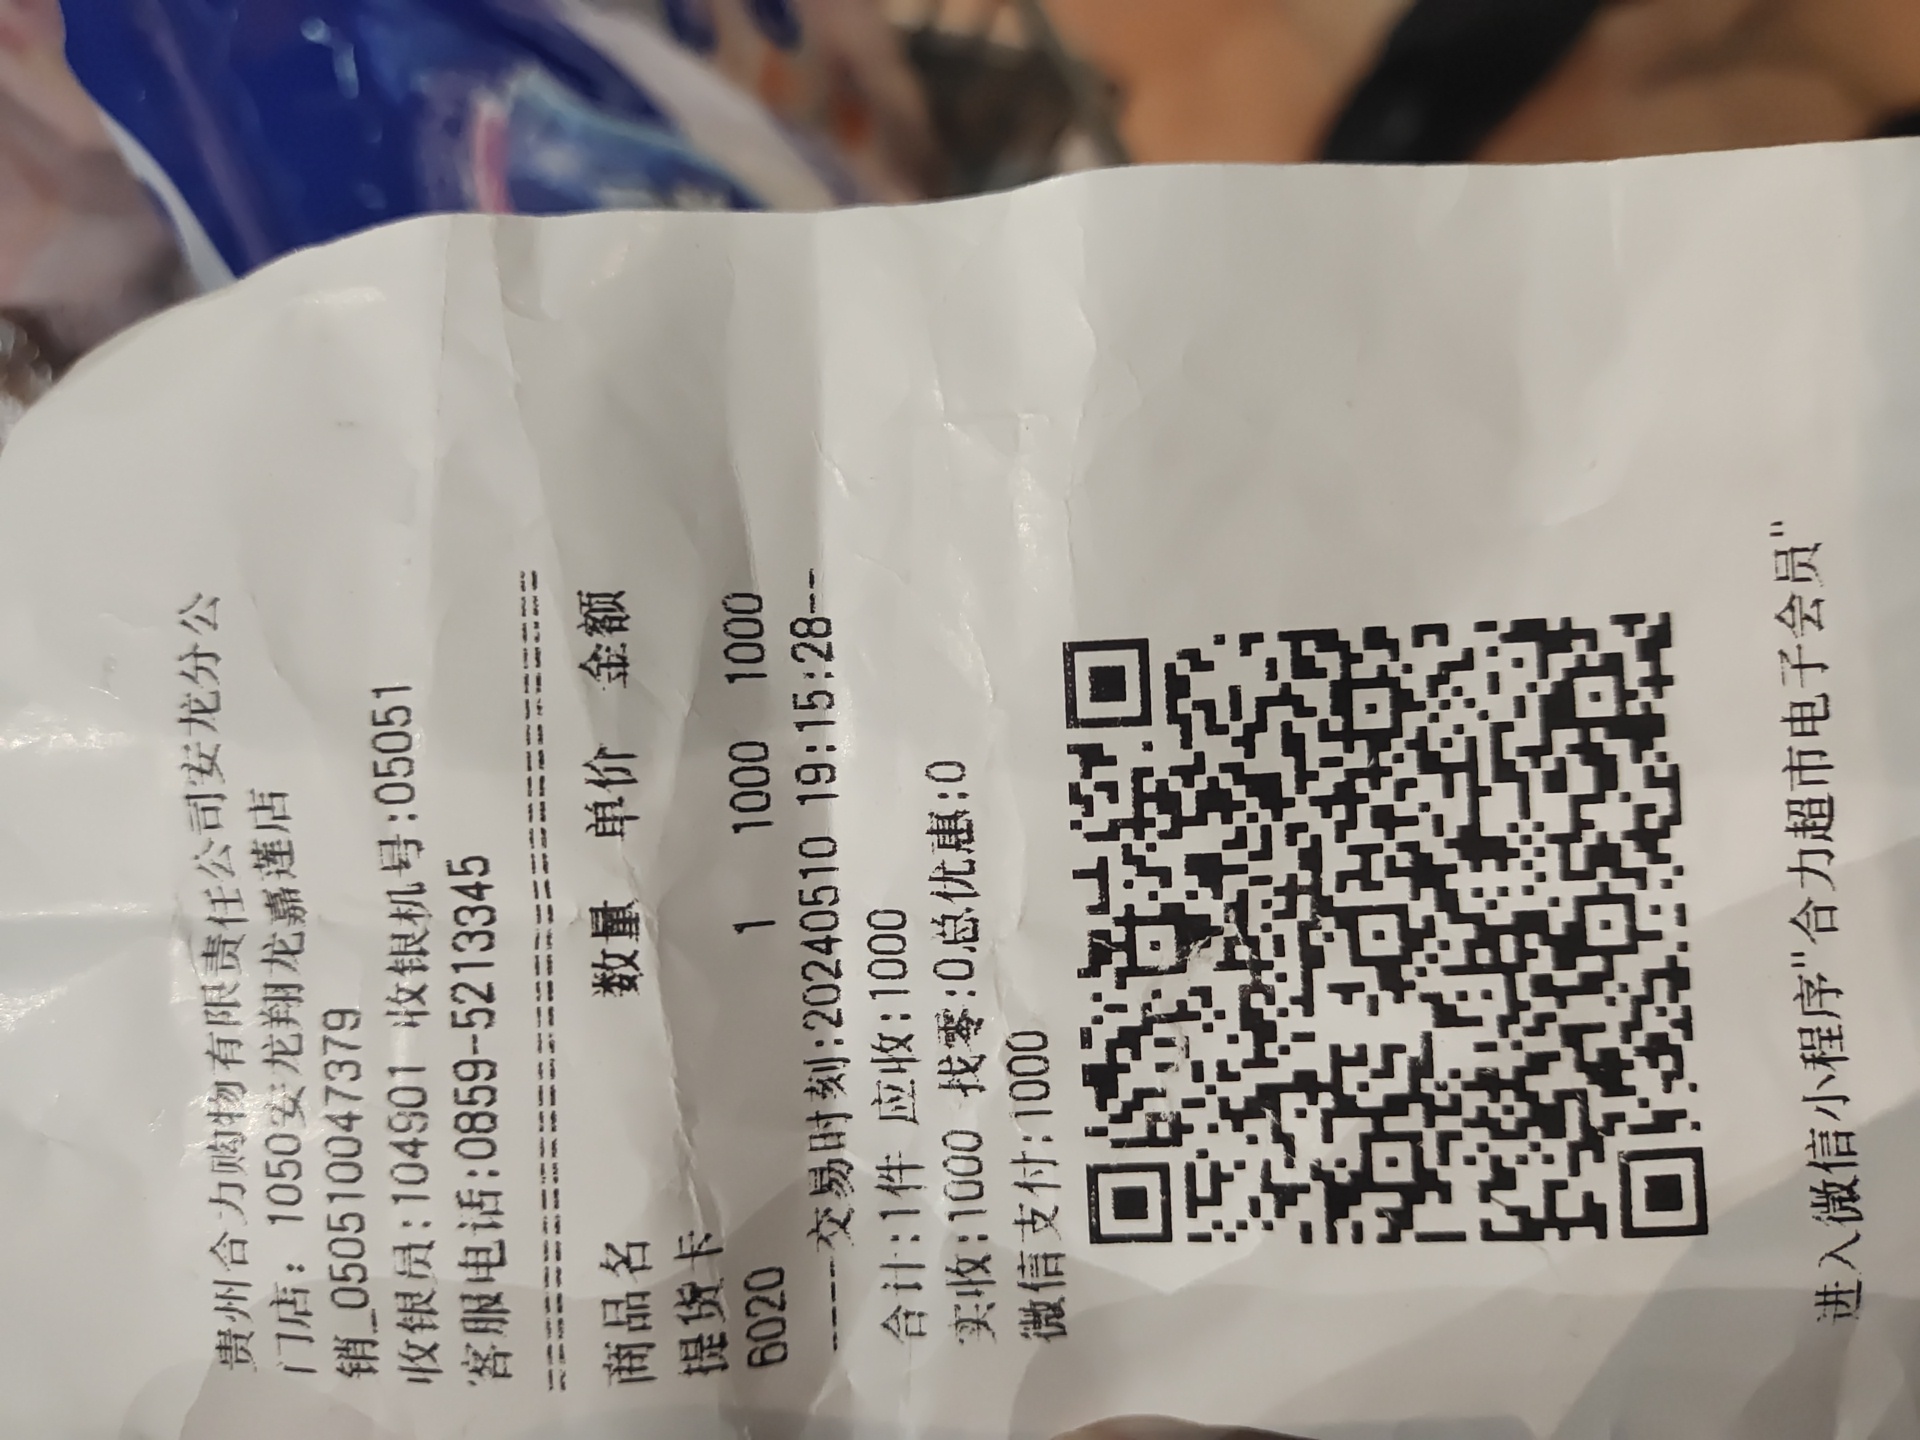 贵州合力购物有限责任公司安龙分公
门店：1050安龙翔龙嘉莲店
销_050510047379
收银员:104901 收银机号:05051
客服电话:0859-5213345
==========================================
商品名 数量 单价 金额
提货卡
6020 1 1000 1000
----交易时刻:20240510 19:15:28--
合计:1件 应收:1000
实收:1000 找零:0总优惠:0
微信支付:1000
进入微信小程序"合力超市电子会员"